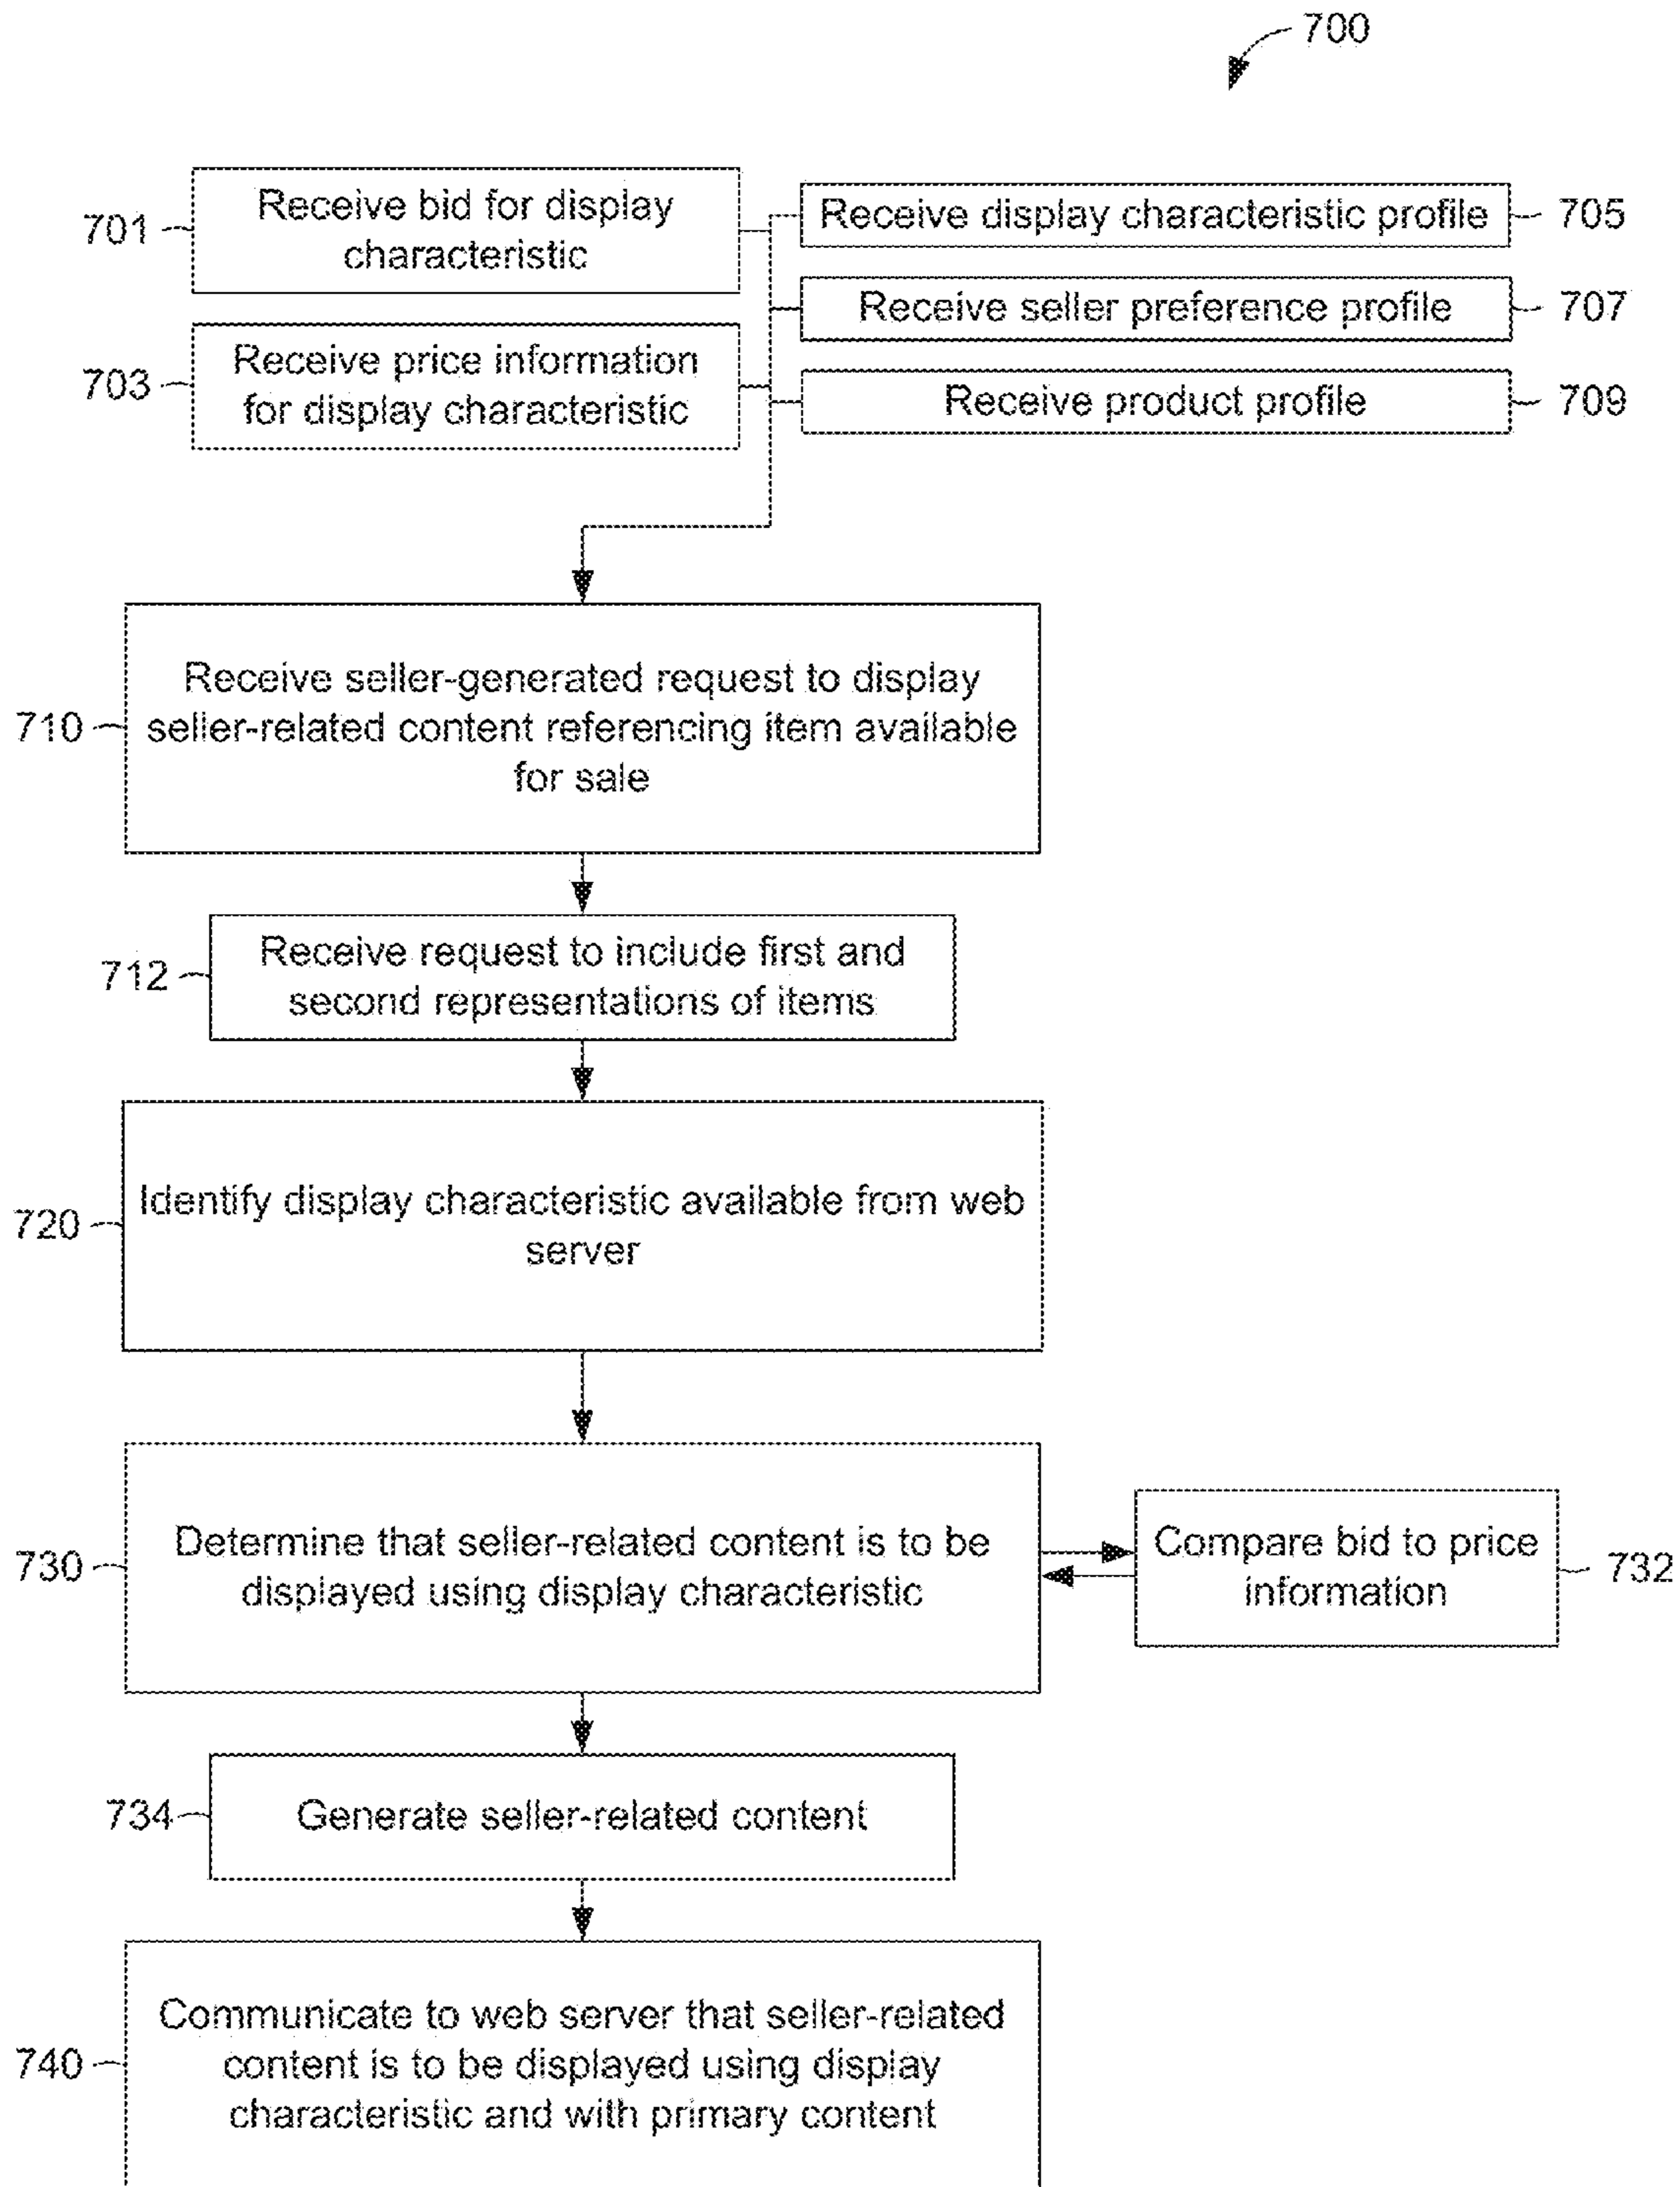 700
701
Receive bid for display
characteristic
Receive display characteristic profile
705
Receive seller preference profile
707
703
Receive price information
for display characteristic
Receive product profile
709
710
Receive seller-generated request to display
seller-related content referencing item available
for sale
712
Receive request to include first and
second representations of items
720
Identify display characteristic available from web
server
730
Determine that seller-related content is to be
displayed using display characteristic
Compare bid to price
information
732
734
Generate seller-related content
740
Communicate to web server that seller-related
content is to be displayed using display
characteristic and with primary content